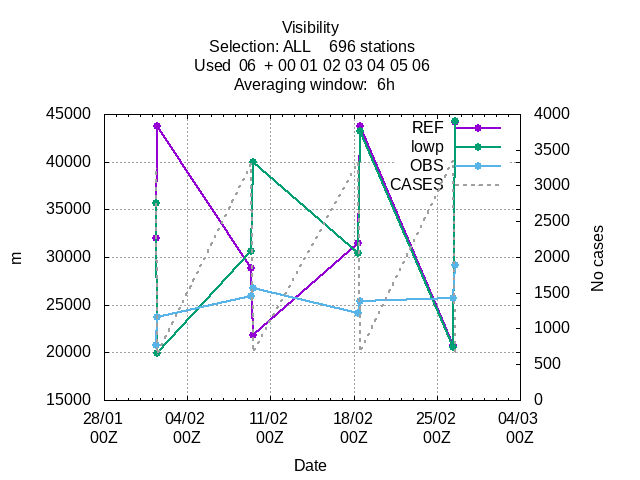 Visibility
Selection: ALL    696 stations
Used  06  + 00 01 02 03 04 05 06
Averaging window:  6h
45000
40000
35000
30000
25000
20000
15000
m
4000
3500
3000
2500
2000
1500
1000
500
0
No cases
REF
lowp
OBS
CASES
28/01 04/02 11/02 18/02 25/02 04/03
00Z 00Z 00Z 00Z 00Z 00Z
Date